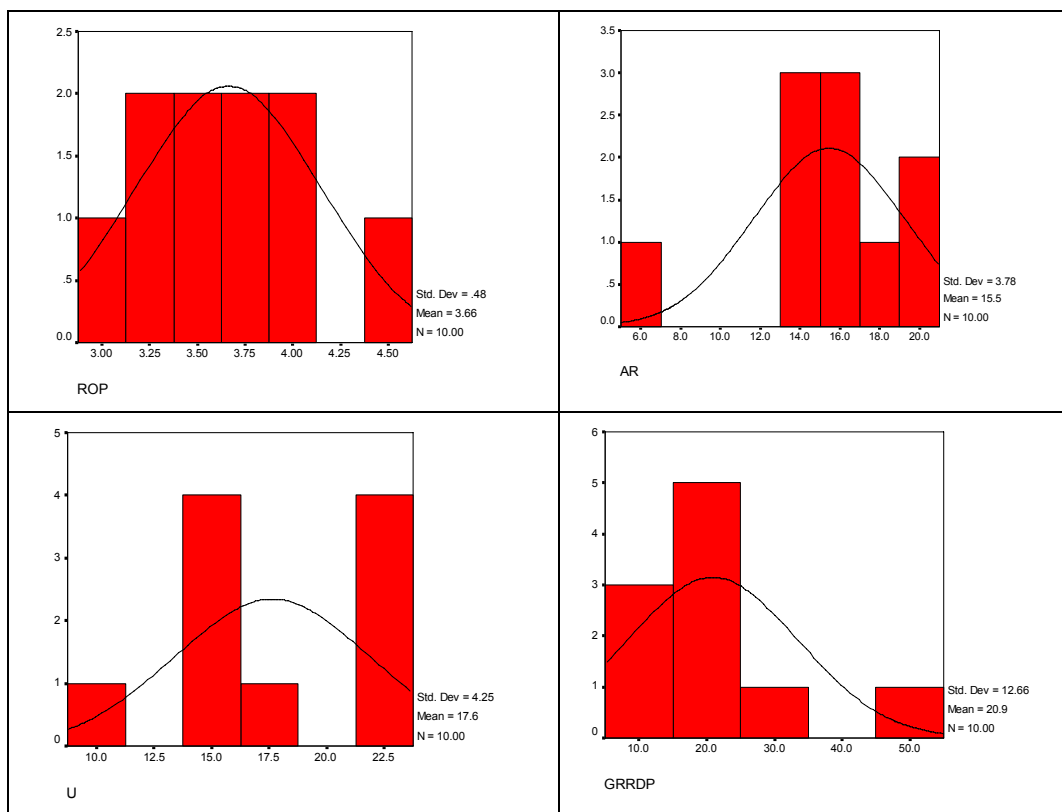 2.5
2.0
1.5
1.0
.5
0.0
3.00 3.25 3.50 3.75 4.00 4.25 4.50
ROP
Std. Dev = .48
Mean = 3.66
N = 10.00
3.5
3.0
2.5
2.0
1.5
1.0
.5
0.0
6.0 8.0 10.0 12.0 14.0 16.0 18.0 20.0
AR
Std. Dev = 3.78
Mean = 15.5
N = 10.00
5
4
3
2
1
0
10.0 12.5 15.0 17.5 20.0 22.5
U
Std. Dev = 4.25
Mean = 17.6
N = 10.00
6
5
4
3
2
1
0
10.0 20.0 30.0 40.0 50.0
GRRDP
Std. Dev = 12.66
Mean = 20.9
N = 10.00